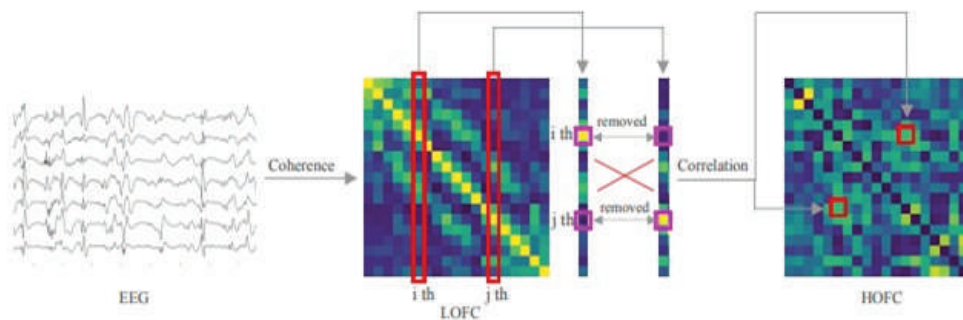 i th
removed
Coherence
Correlation
j th
removed
i th
j th
EEG
LOFC
HOFC